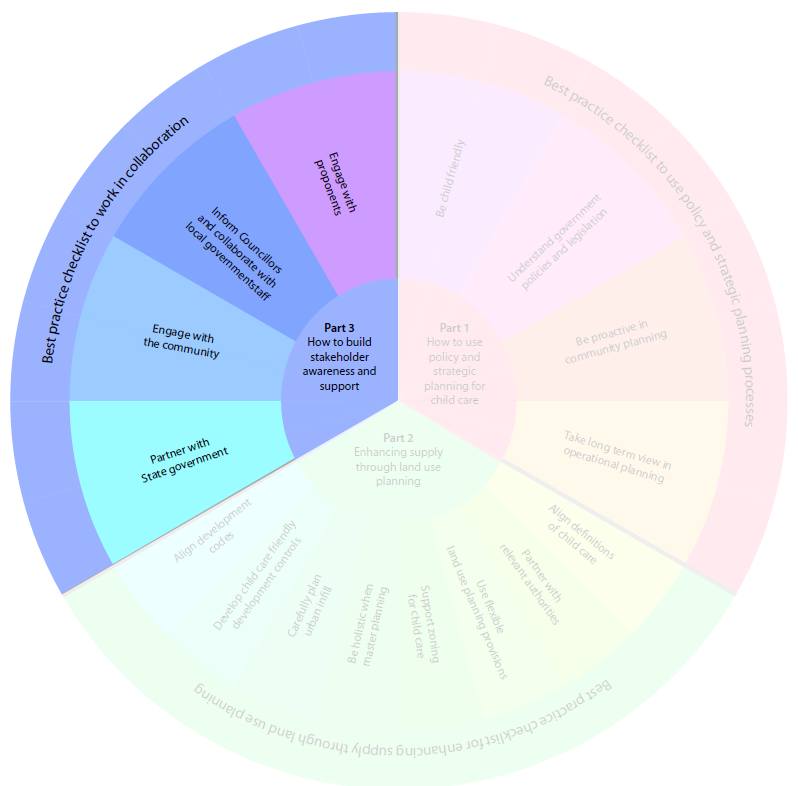 Best practice checklist to work in collaboration
Engage with
proponents
Inform Councillors
and collaborate with
local governmentstaff
Engage with
the community
Partner with
State government
Part 3
How to build
stakeholder
awareness and
support
Best practice checklist to use policy and strategic planning processes
Be child friendly
Understand government
policies and legislation
Be proactive in
community planning
Take long term view in
operational planning
Part 1
How to use
policy and
strategic
planning for
child care
Part 2
Enhancing supply
through land use
planning
Align definitions
of child care
Partner with
relevant authorities
Use flexible
land use planning provisions
Support zoning
for child care
Be holistic when
master planning
Carefully plan
urban infill
Develop child care friendly
development controls
Align development
codes
Best practice checklist for enhancing supply through land use planning